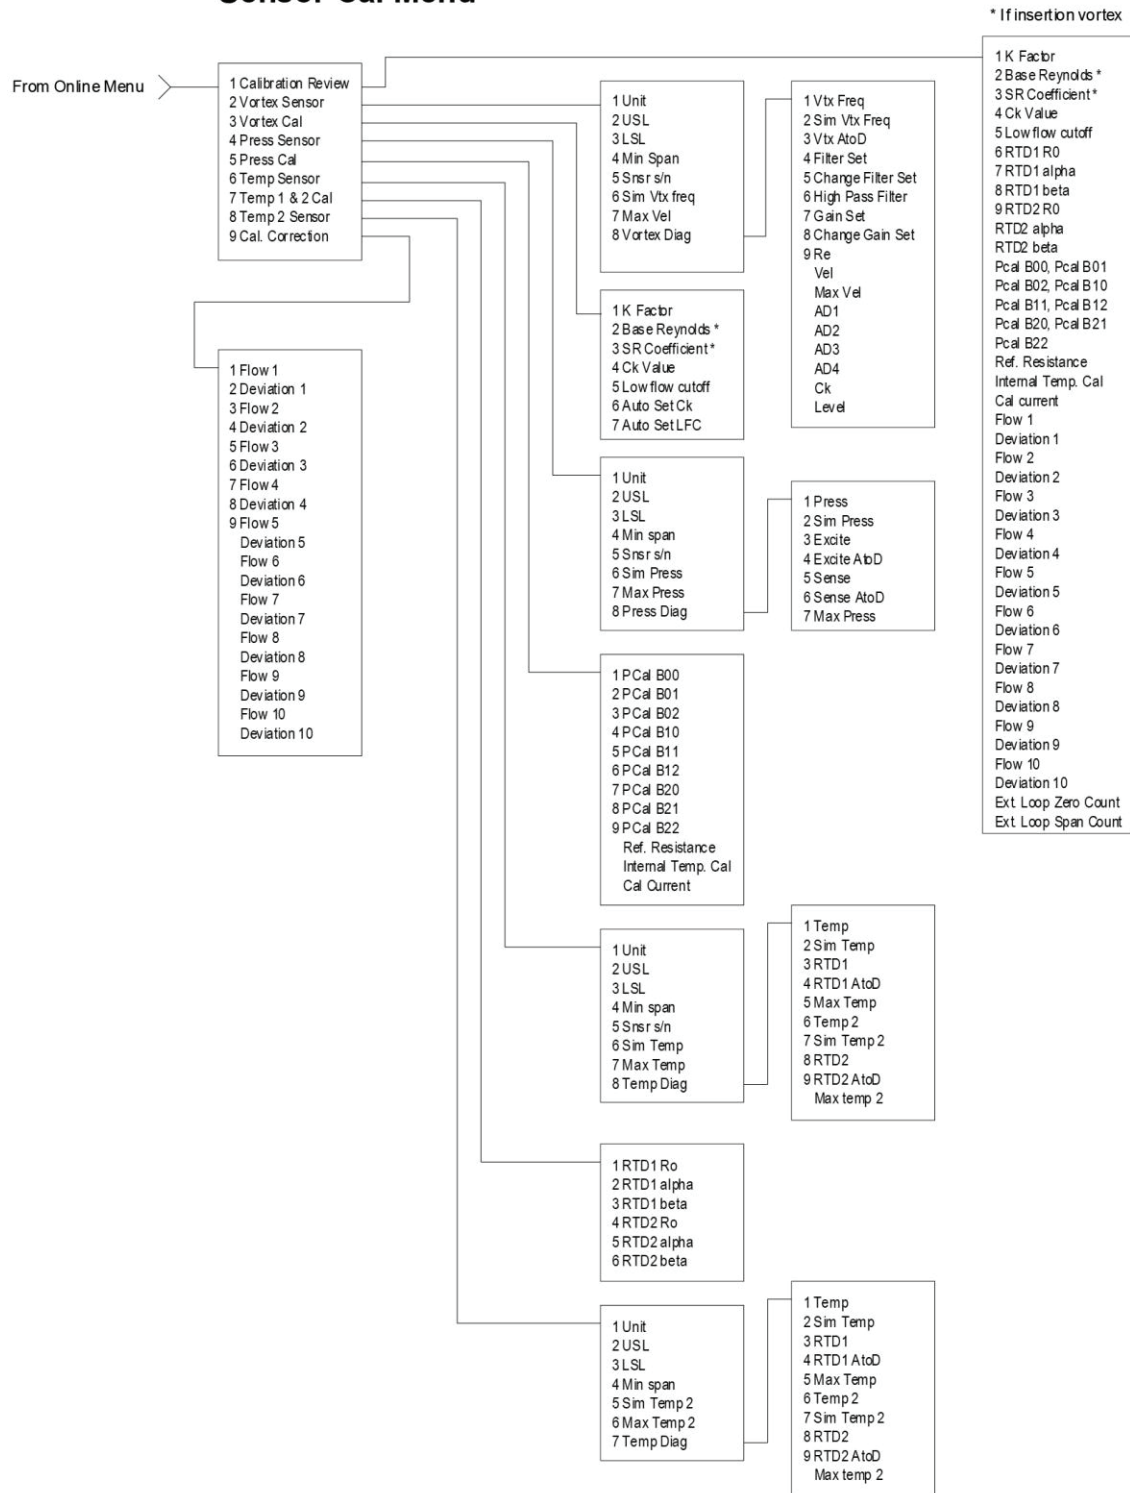 Sensor Cal Menu
* If insertion vortex
From Online Menu
1 Calibration Review
2 Vortex Sensor
3 Vortex Cal
4 Press Sensor
5 Press Cal
6 Temp Sensor
7 Temp 1 & 2 Cal
8 Temp 2 Sensor
9 Cal. Correction
1 Flow 1
2 Deviation 1
3 Flow 2
4 Deviation 2
5 Flow 3
6 Deviation 3
7 Flow 4
8 Deviation 4
9 Flow 5
Deviation 5
Flow 6
Deviation 6
Flow 7
Deviation 7
Flow 8
Deviation 8
Flow 9
Deviation 9
Flow 10
Deviation 10
1 Unit
2 USL
3 LSL
4 Min Span
5 Snsr s/n
6 Sim Vtx freq
7 Max Vel
8 Vortex Diag
1 K Factor
2 Base Reynolds *
3 SR Coefficient *
4 Ck Value
5 Low flow cutoff
6 Auto Set Ck
7 Auto Set LFC
1 Unit
2 USL
3 LSL
4 Min span
5 Snsr s/n
6 Sim Press
7 Max Press
8 Press Diag
1 PCal B00
2 PCal B01
3 PCal B02
4 PCal B10
5 PCal B11
6 PCal B12
7 PCal B20
8 PCal B21
9 PCal B22
Ref. Resistance
Internal Temp. Cal
Cal Current
1 Unit
2 USL
3 LSL
4 Min span
5 Snsr s/n
6 Sim Temp
7 Max Temp
8 Temp Diag
1 RTD1 Ro
2 RTD1 alpha
3 RTD1 beta
4 RTD2 Ro
5 RTD2 alpha
6 RTD2 beta
1 Unit
2 USL
3 LSL
4 Min span
5 Sim Temp 2
6 Max Temp 2
7 Temp Diag
1 Vtx Freq
2 Sim Vtx Freq
3 Vtx AtoD
4 Filter Set
5 Change Filter Set
6 High Pass Filter
7 Gain Set
8 Change Gain Set
9 Re
Vel
Max Vel
AD1
AD2
AD3
AD4
Ck
Level
1 Press
2 Sim Press
3 Excite
4 Excite AtoD
5 Sense
6 Sense AtoD
7 Max Press
1 Temp
2 Sim Temp
3 RTD1
4 RTD1 AtoD
5 Max Temp
6 Temp 2
7 Sim Temp 2
8 RTD2
9 RTD2 AtoD
Max temp 2
1 Temp
2 Sim Temp
3 RTD1
4 RTD1 AtoD
5 Max Temp
6 Temp 2
7 Sim Temp 2
8 RTD2
9 RTD2 AtoD
Max temp 2
1 K Factor
2 Base Reynolds *
3 SR Coefficient *
4 Ck Value
5 Low flow cutoff
6 RTD1 R0
7 RTD1 alpha
8 RTD1 beta
9 RTD2 R0
RTD2 alpha
RTD2 beta
Pcal B00, Pcal B01
Pcal B02, Pcal B10
Pcal B11, Pcal B12
Pcal B20, Pcal B21
Pcal B22
Ref. Resistance
Internal Temp. Cal
Cal current
Flow 1
Deviation 1
Flow 2
Deviation 2
Flow 3
Deviation 3
Flow 4
Deviation 4
Flow 5
Deviation 5
Flow 6
Deviation 6
Flow 7
Deviation 7
Flow 8
Deviation 8
Flow 9
Deviation 9
Flow 10
Deviation 10
Ext. Loop Zero Count
Ext. Loop Span Count